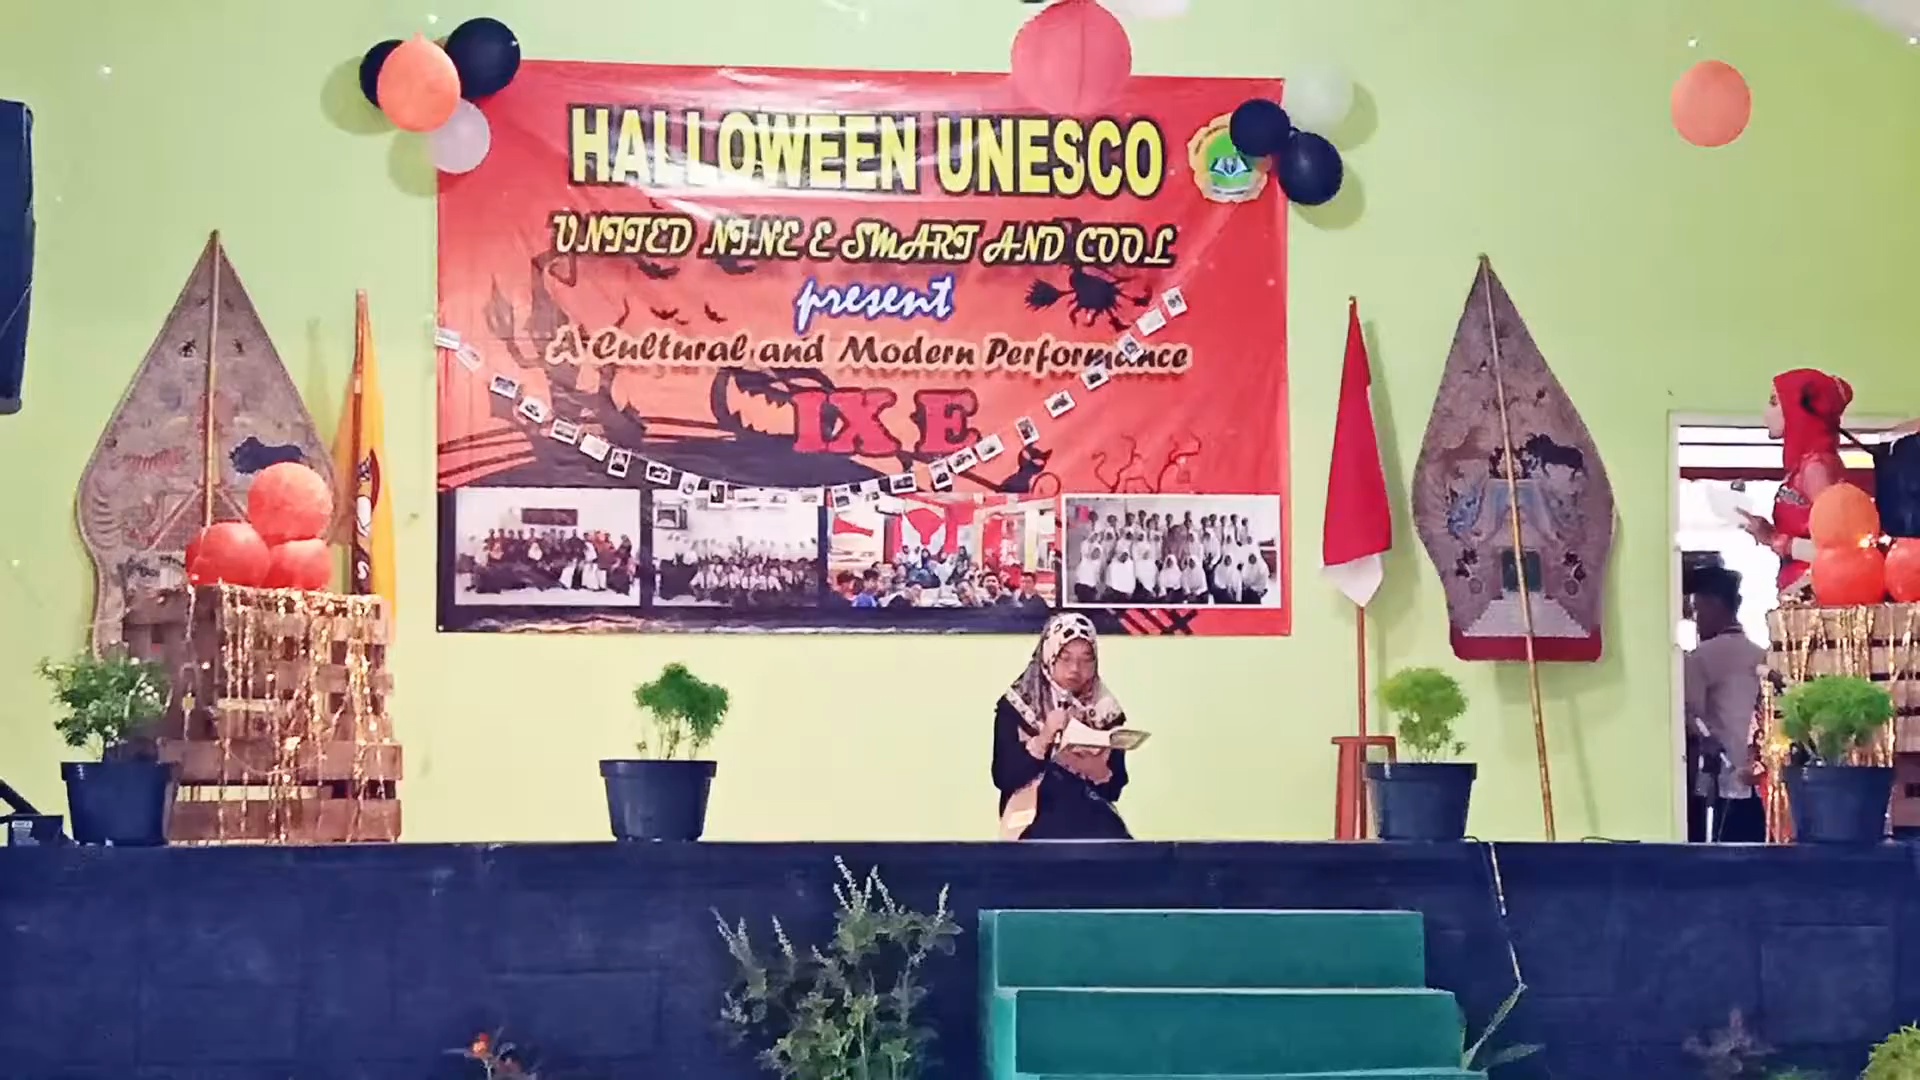 HALLOWEEN UNESCO
UNITED NINE E SMART AND COOL
present
A Cultural and Modern Performance
IX E